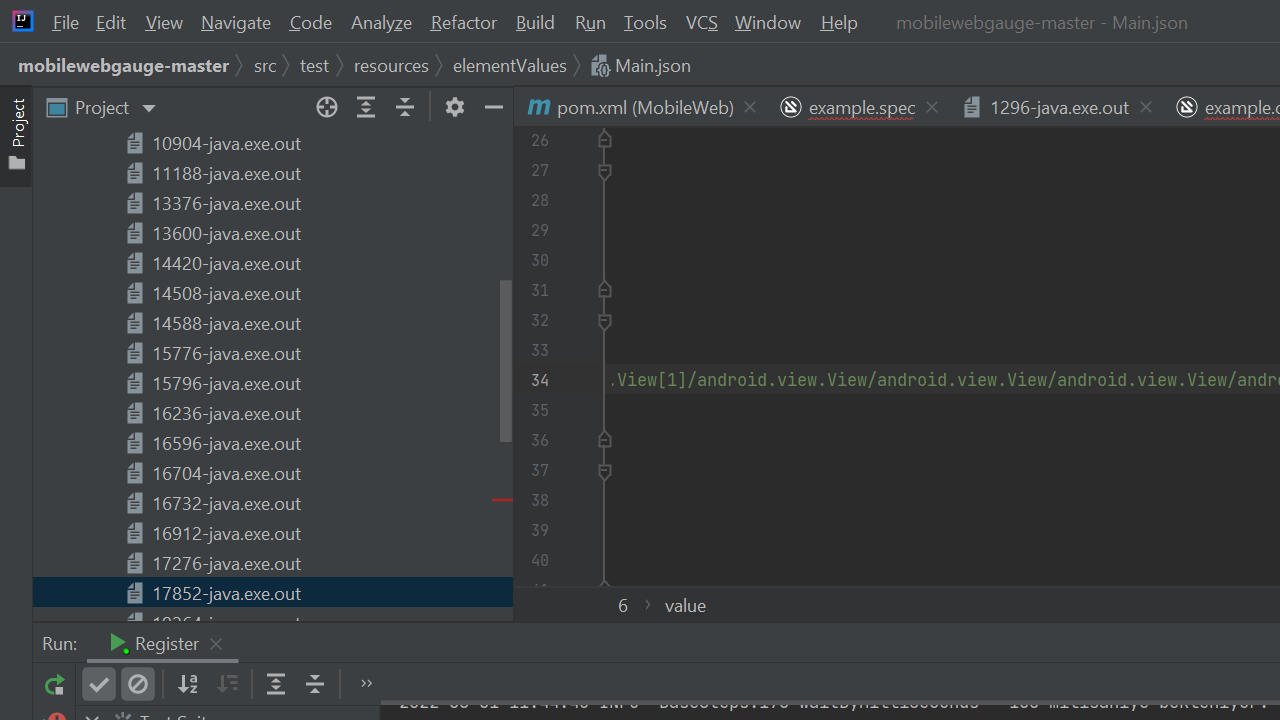 File Edit View Navigate Code Analyze Refactor Build Run Tools VCS Window Help mobilewebgauge-master - Main.json
mobilewebgauge-master src test resources elementValues Main.json
Project
Project
pom.xml (MobileWeb) example.spec 1296-java.exe.out
10904-java.exe.out
11188-java.exe.out
13376-java.exe.out
13600-java.exe.out
14420-java.exe.out
14508-java.exe.out
14588-java.exe.out
15776-java.exe.out
15796-java.exe.out
16236-java.exe.out
16596-java.exe.out
16704-java.exe.out
16732-java.exe.out
16912-java.exe.out
17276-java.exe.out
17852-java.exe.out
26
27
28
29
30
31
32
33
34 .View[1]/android.view.View/android.view.View/android.view.View/andro
35
36
37
38
39
40
6 › value
Run: Register